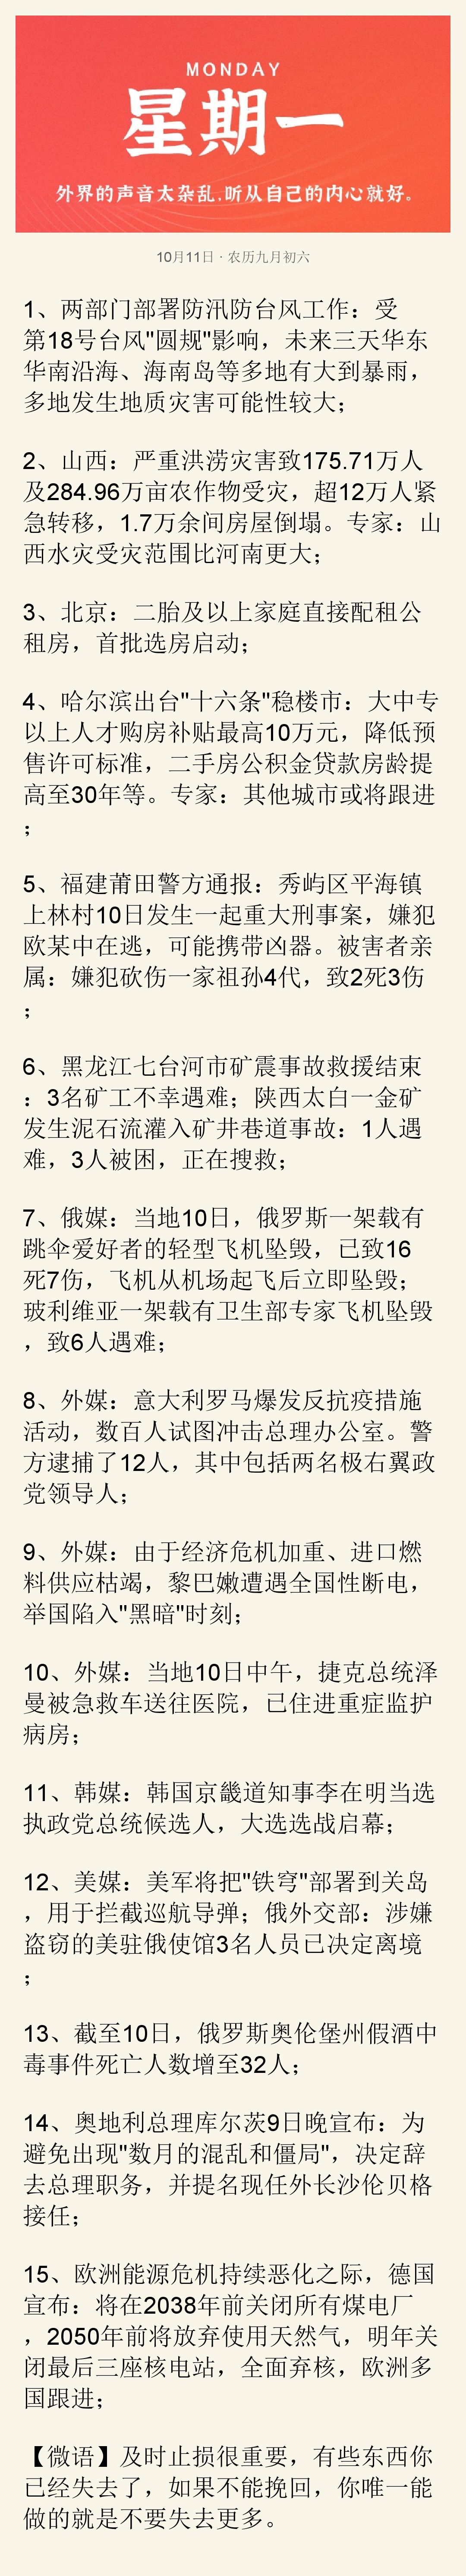 MONDAY
星期一
外界的声音太杂乱.听从自己的内心就好。
10月11日·农历九月初六
1、两部门部署防汛防台风工作：受
第18号台风"圆规"影响，未来三天华东
华南沿海、海南岛等多地有大到暴雨，
多地发生地质灾害可能性较大；
2、山西：严重洪涝灾害致175.71万人
及284.96万亩农作物受灾，超12万人紧
急转移，1.7万余间房屋倒塌。专家：山
西水灾受灾范围比河南更大；
3、北京：二胎及以上家庭直接配租公
租房，首批选房启动；
4、哈尔滨出台"十六条"稳楼市：大中专
以上人才购房补贴最高10万元，降低预
售许可标准，二手房公积金贷款房龄提
高至30年等。专家：其他城市或将跟进
；
5、福建莆田警方通报：秀屿区平海镇
上林村10日发生一起重大刑事案，嫌犯
欧某中在逃，可能携带凶器。被害者亲
属：嫌犯砍伤一家祖孙4代，致2死3伤
；
6、黑龙江七台河市矿震事故救援结束
：3名矿工不幸遇难；陕西太白一金矿
发生泥石流灌入矿井巷道事故：1人遇
难，3人被困，正在搜救；
7、俄媒：当地10日，俄罗斯一架载有
跳伞爱好者的轻型飞机坠毁，已致16
死7伤，飞机从机场起飞后立即坠毁；
玻利维亚一架载有卫生部专家飞机坠毁
，致6人遇难；
8、外媒：意大利罗马爆发反抗疫措施
活动，数百人试图冲击总理办公室。警
方逮捕了12人，其中包括两名极右翼政
党领导人；
9、外媒：由于经济危机加重、进口燃
料供应枯竭，黎巴嫩遭遇全国性断电，
举国陷入"黑暗"时刻；
10、外媒：当地10日中午，捷克总统泽
曼被急救车送往医院，已住进重症监护
病房；
11、韩媒：韩国京畿道知事李在明当选
执政党总统候选人，大选选战启幕；
12、美媒：美军将把"铁穹"部署到关岛
，用于拦截巡航导弹；俄外交部：涉嫌
盗窃的美驻俄使馆3名人员已决定离境
；
13、截至10日，俄罗斯奥伦堡州假酒中
毒事件死亡人数增至32人；
14、奥地利总理库尔茨9日晚宣布：为
避免出现"数月的混乱和僵局"，决定辞
去总理职务，并提名现任外长沙伦贝格
接任；
15、欧洲能源危机持续恶化之际，德国
宣布：将在2038年前关闭所有煤电厂
，2050年前将放弃使用天然气，明年关
闭最后三座核电站，全面弃核，欧洲多
国跟进；
【微语】及时止损很重要，有些东西你
已经失去了，如果不能挽回，你唯一能
做的就是不要失去更多。